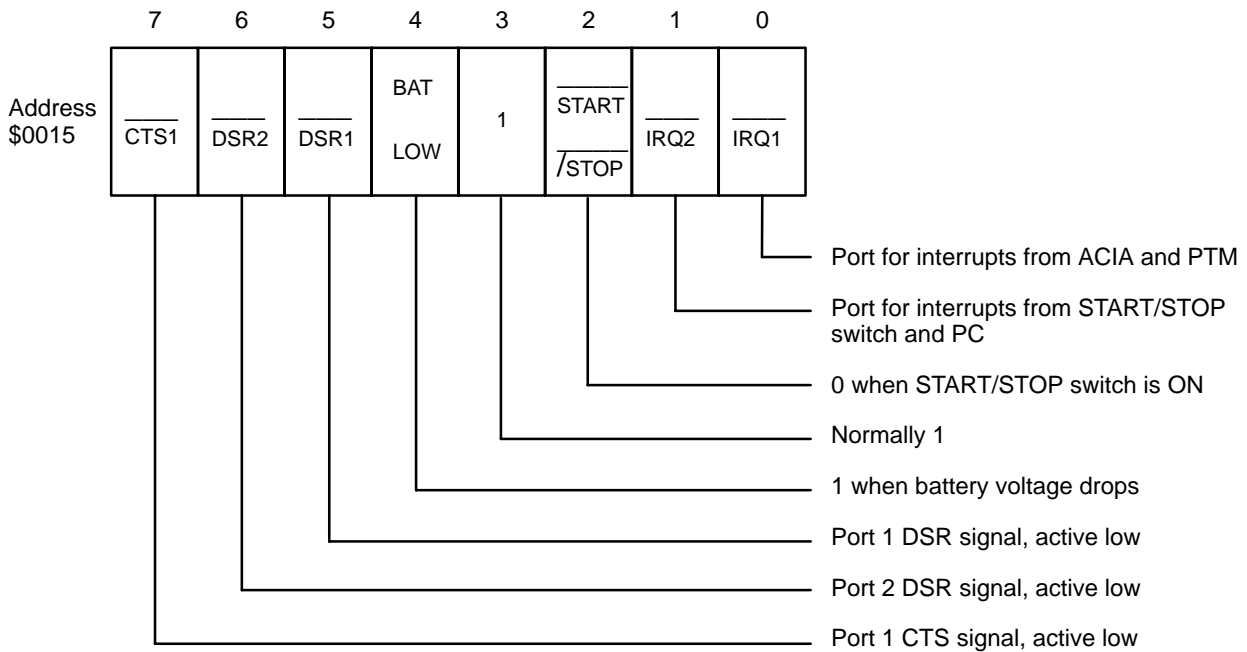 7 6 5 4 3 2 1 0
Address
$0015
CTS1
DSR2
DSR1
BAT
LOW
1
START
/STOP
IRQ2
IRQ1
Port for interrupts from ACIA and PTM
Port for interrupts from START/STOP
switch and PC
0 when START/STOP switch is ON
Normally 1
1 when battery voltage drops
Port 1 DSR signal, active low
Port 2 DSR signal, active low
Port 1 CTS signal, active low